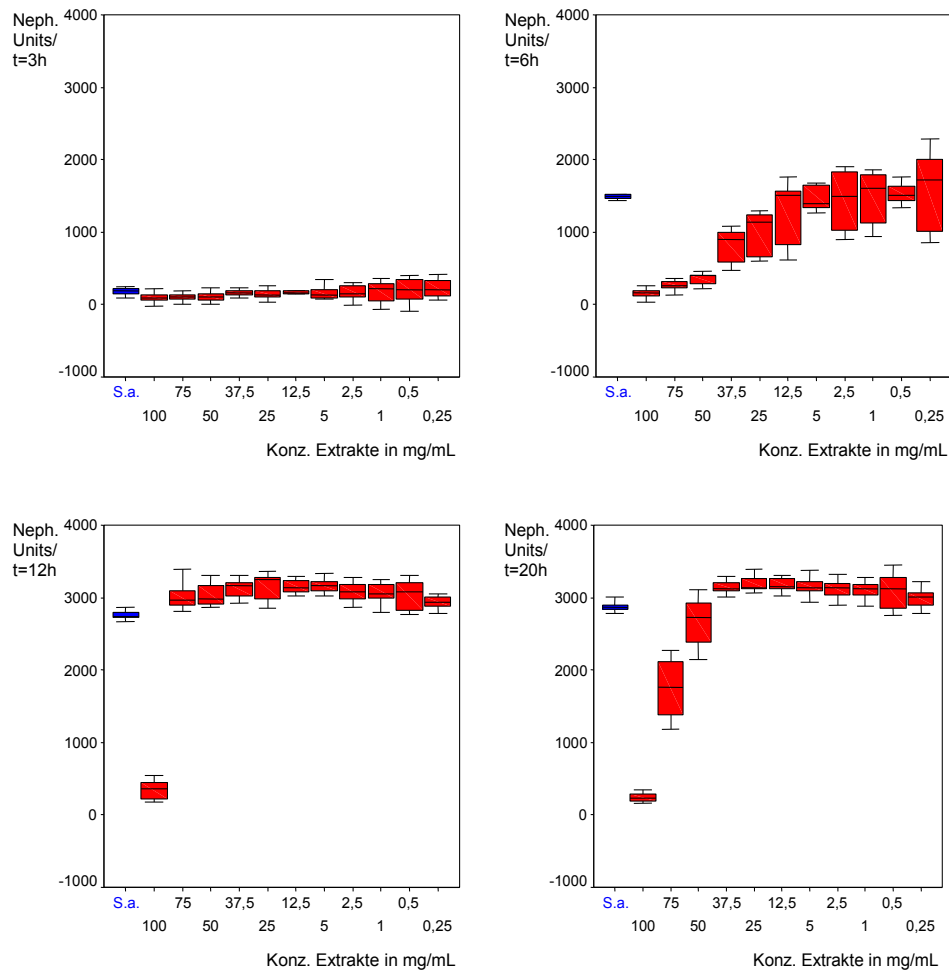 Neph.
Units/
t=3h
4000
3000
2000
1000
0
-1000
S.a. 75 37,5 12,5 2,5 0,5
100 50 25 5 1 0,25
Konz. Extrakte in mg/mL
Neph.
Units/
t=6h
4000
3000
2000
1000
0
-1000
S.a. 75 37,5 12,5 2,5 0,5
100 50 25 5 1 0,25
Konz. Extrakte in mg/mL
Neph.
Units/
t=12h
4000
3000
2000
1000
0
-1000
S.a. 75 37,5 12,5 2,5 0,5
100 50 25 5 1 0,25
Konz. Extrakte in mg/mL
Neph.
Units/
t=20h
4000
3000
2000
1000
0
-1000
S.a. 75 37,5 12,5 2,5 0,5
100 50 25 5 1 0,25
Konz. Extrakte in mg/mL